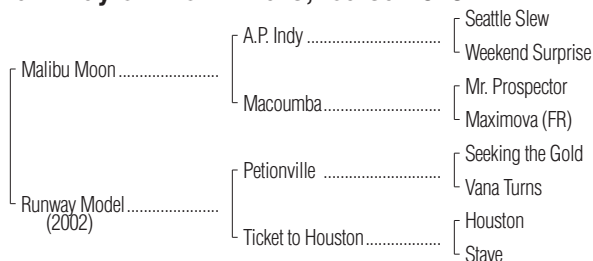 Seattle Slew
A.P. Indy
Weekend Surprise
Malibu Moon
Mr. Prospector
Macoumba
Maximova (FR)
Seeking the Gold
Petionville
Vana Turns
Runway Model
(2002)
Houston
Ticket to Houston
Stave